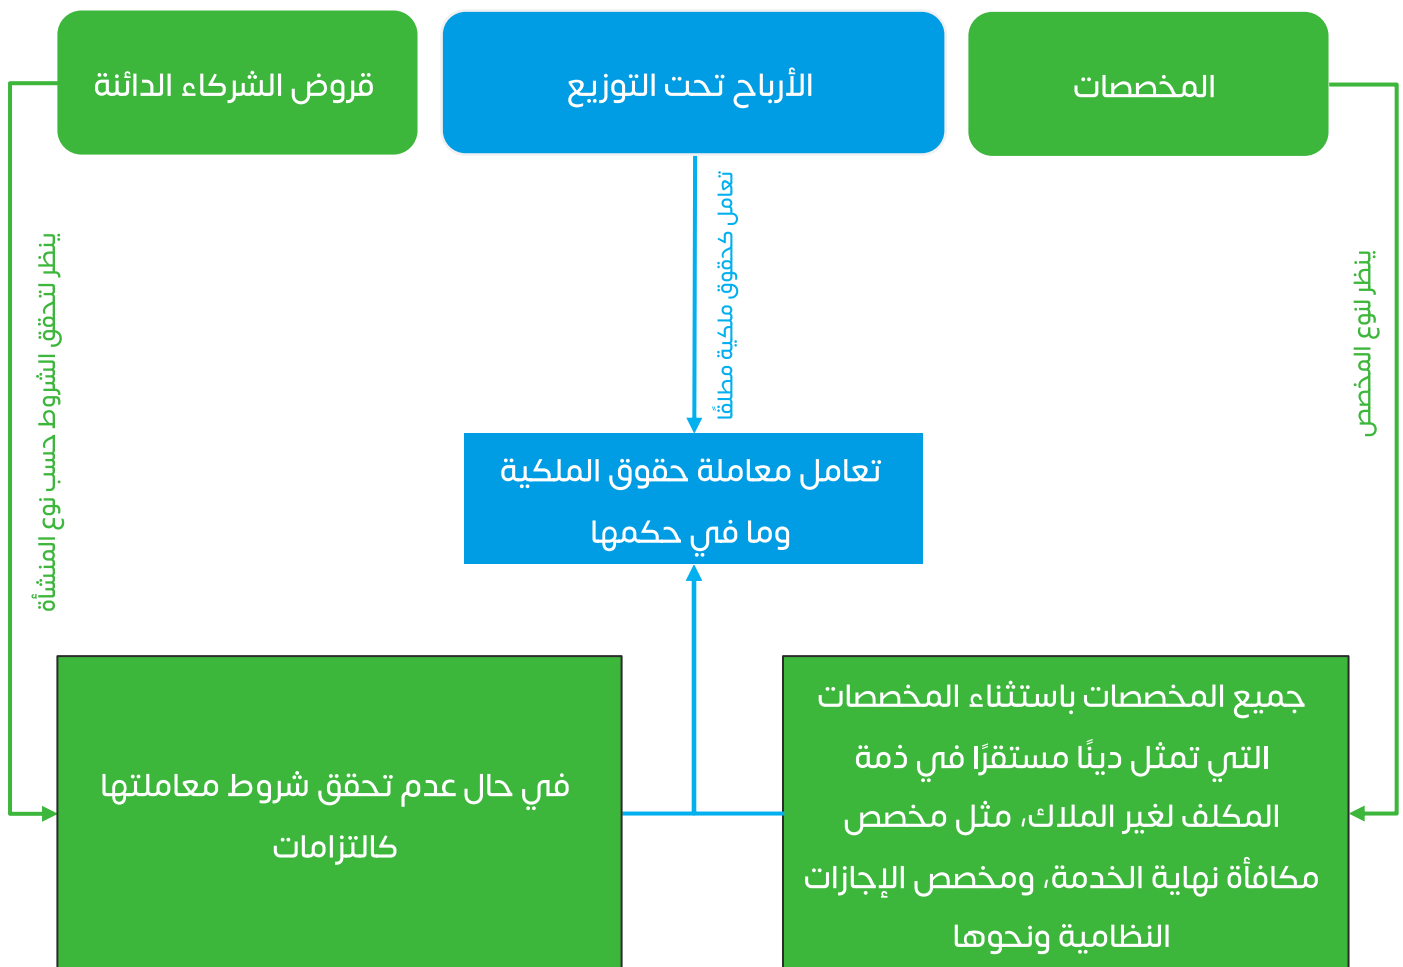 المخصصات
الأرباح تحت التوزيع
قروض الشركاء الدائنة
ينظر لنوع المخصص
تعامل كحقوق ملكية مطلقًا
ينظر لتحقق الشروط حسب نوع المنشأة
تعامل معاملة حقوق الملكية
وما في حكمها
جميع المخصصات باستثناء المخصصات
التي تمثل دينًا مستقرًا في ذمة
المكلف لغير الملاك، مثل مخصص
مكافأة نهاية الخدمة، ومخصص الإجازات
النظامية ونحوها
في حال عدم تحقق شروط معاملتها
كالتزامات